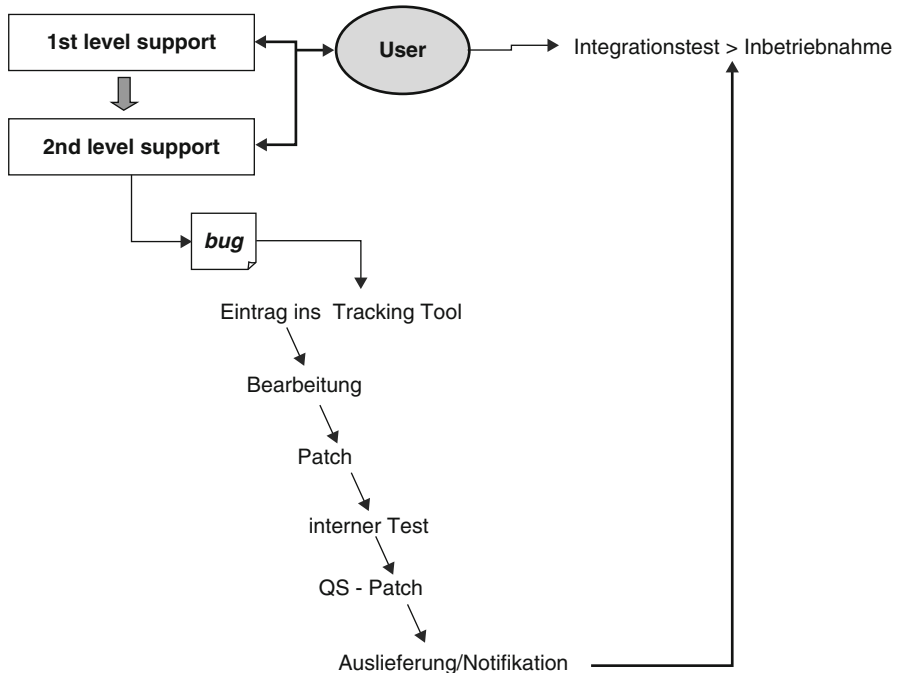 1st level support
User
Integrationstest > Inbetriebnahme
2nd level support
bug
Eintrag ins Tracking Tool
Bearbeitung
Patch
interner Test
QS - Patch
Auslieferung/Notifikation